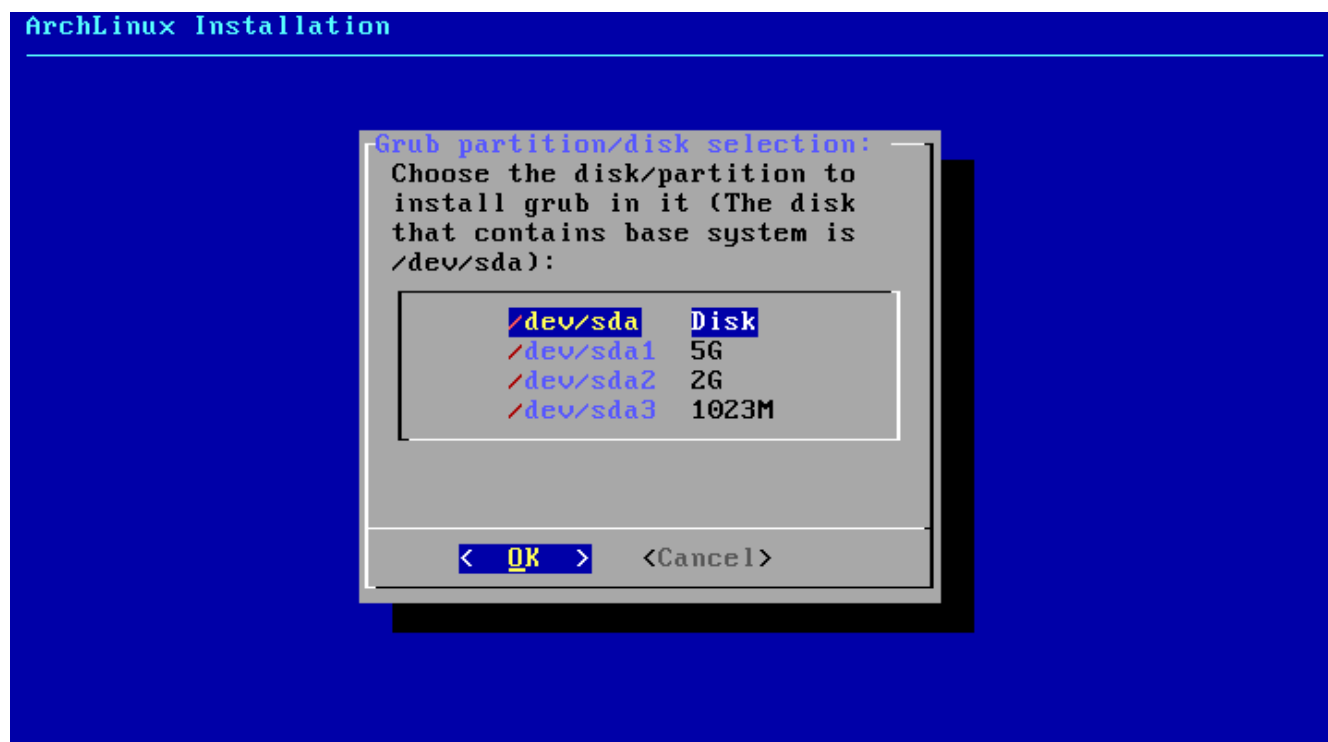 ArchLinux Installation
Grub partition/disk selection:
Choose the disk/partition to
install grub in it (The disk
that contains base system is
/dev/sda):
/dev/sda Disk
/dev/sda1 5G
/dev/sda2 2G
/dev/sda3 1023M
< OK > <Cancel>